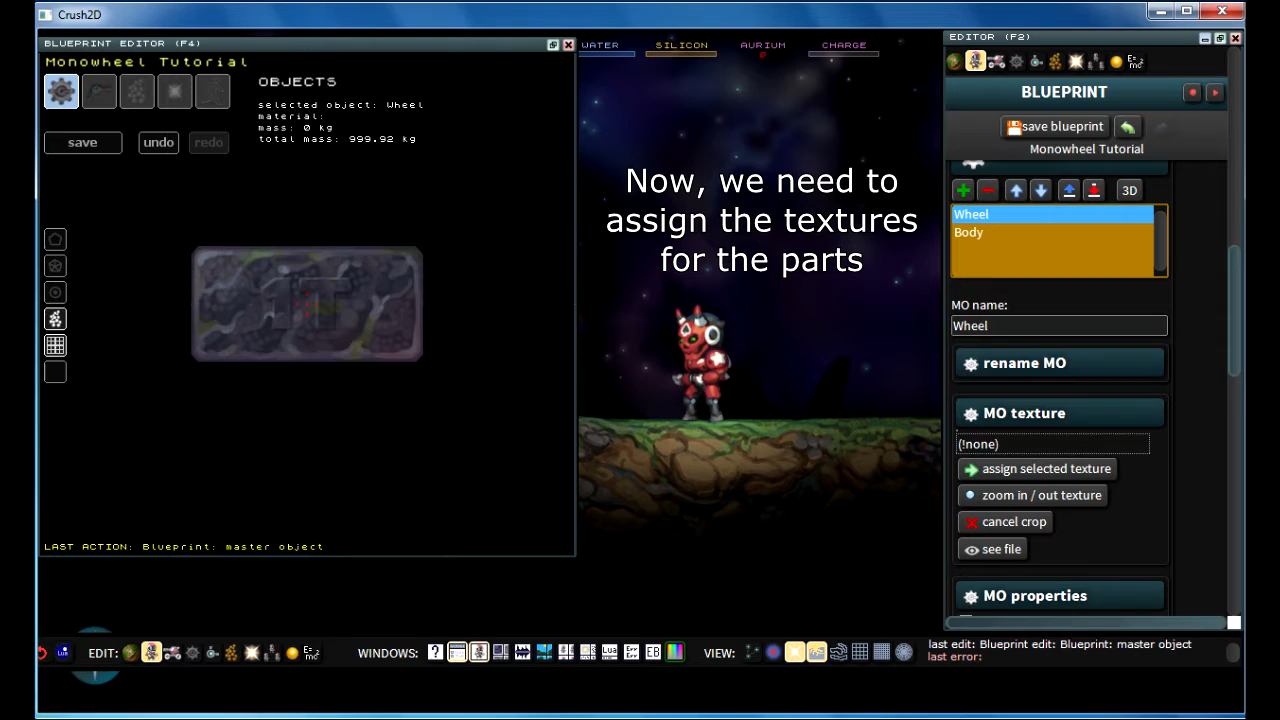 Crush2D
BLUEPRINT EDITOR (F4)
Monowheel Tutorial
OBJECTS
selected object: Wheel
material:
mass: 0 kg
total mass: 999.92 kg
save
undo
redo
LAST ACTION: Blueprint: master object
WATER
SILICON
AURIUM
CHARGE
Now, we need to
assign the textures
for the parts
EDITOR (F2)
E=mc²
BLUEPRINT
save blueprint
Monowheel Tutorial
3D
Wheel
Body
MO name:
Wheel
rename MO
MO texture
(!none)
assign selected texture
zoom in / out texture
cancel crop
see file
MO properties
EDIT:
WINDOWS:
?
Lua
EB
VIEW:
last edit: Blueprint edit: Blueprint: master object
last error: